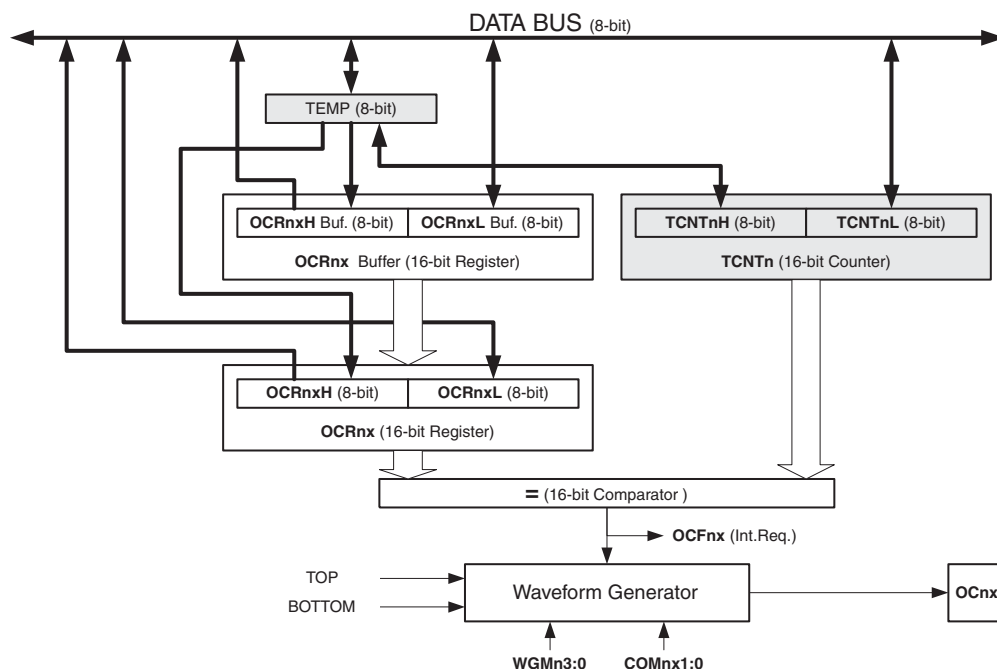 DATA BUS (8-bit)
TEMP (8-bit)
OCRnxH Buf. (8-bit) OCRnxL Buf. (8-bit)
OCRnx Buffer (16-bit Register)
TCNTnH (8-bit) TCNTnL (8-bit)
TCNTn (16-bit Counter)
OCRnxH (8-bit) OCRnxL (8-bit)
OCRnx (16-bit Register)
= (16-bit Comparator )
OCFnx (Int.Req.)
TOP
BOTTOM
Waveform Generator
OCnx
WGMn3:0 COMnx1:0